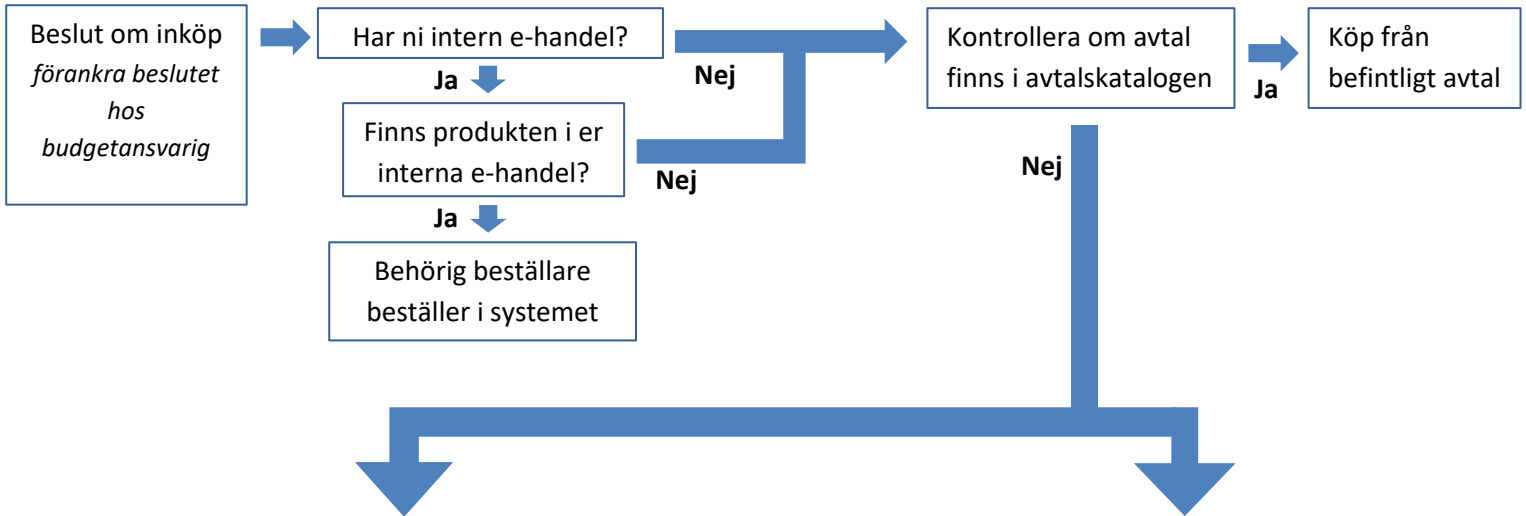 Beslut om inköp
förankra beslutet
hos
budgetansvarig
Har ni intern e-handel?
Ja
Nej
Finns produkten i er
interna e-handel?
Nej
Ja
Behörig beställare
beställer i systemet
Kontrollera om avtal
finns i avtalskatalogen
Ja
Nej
Köp från
befintligt avtal